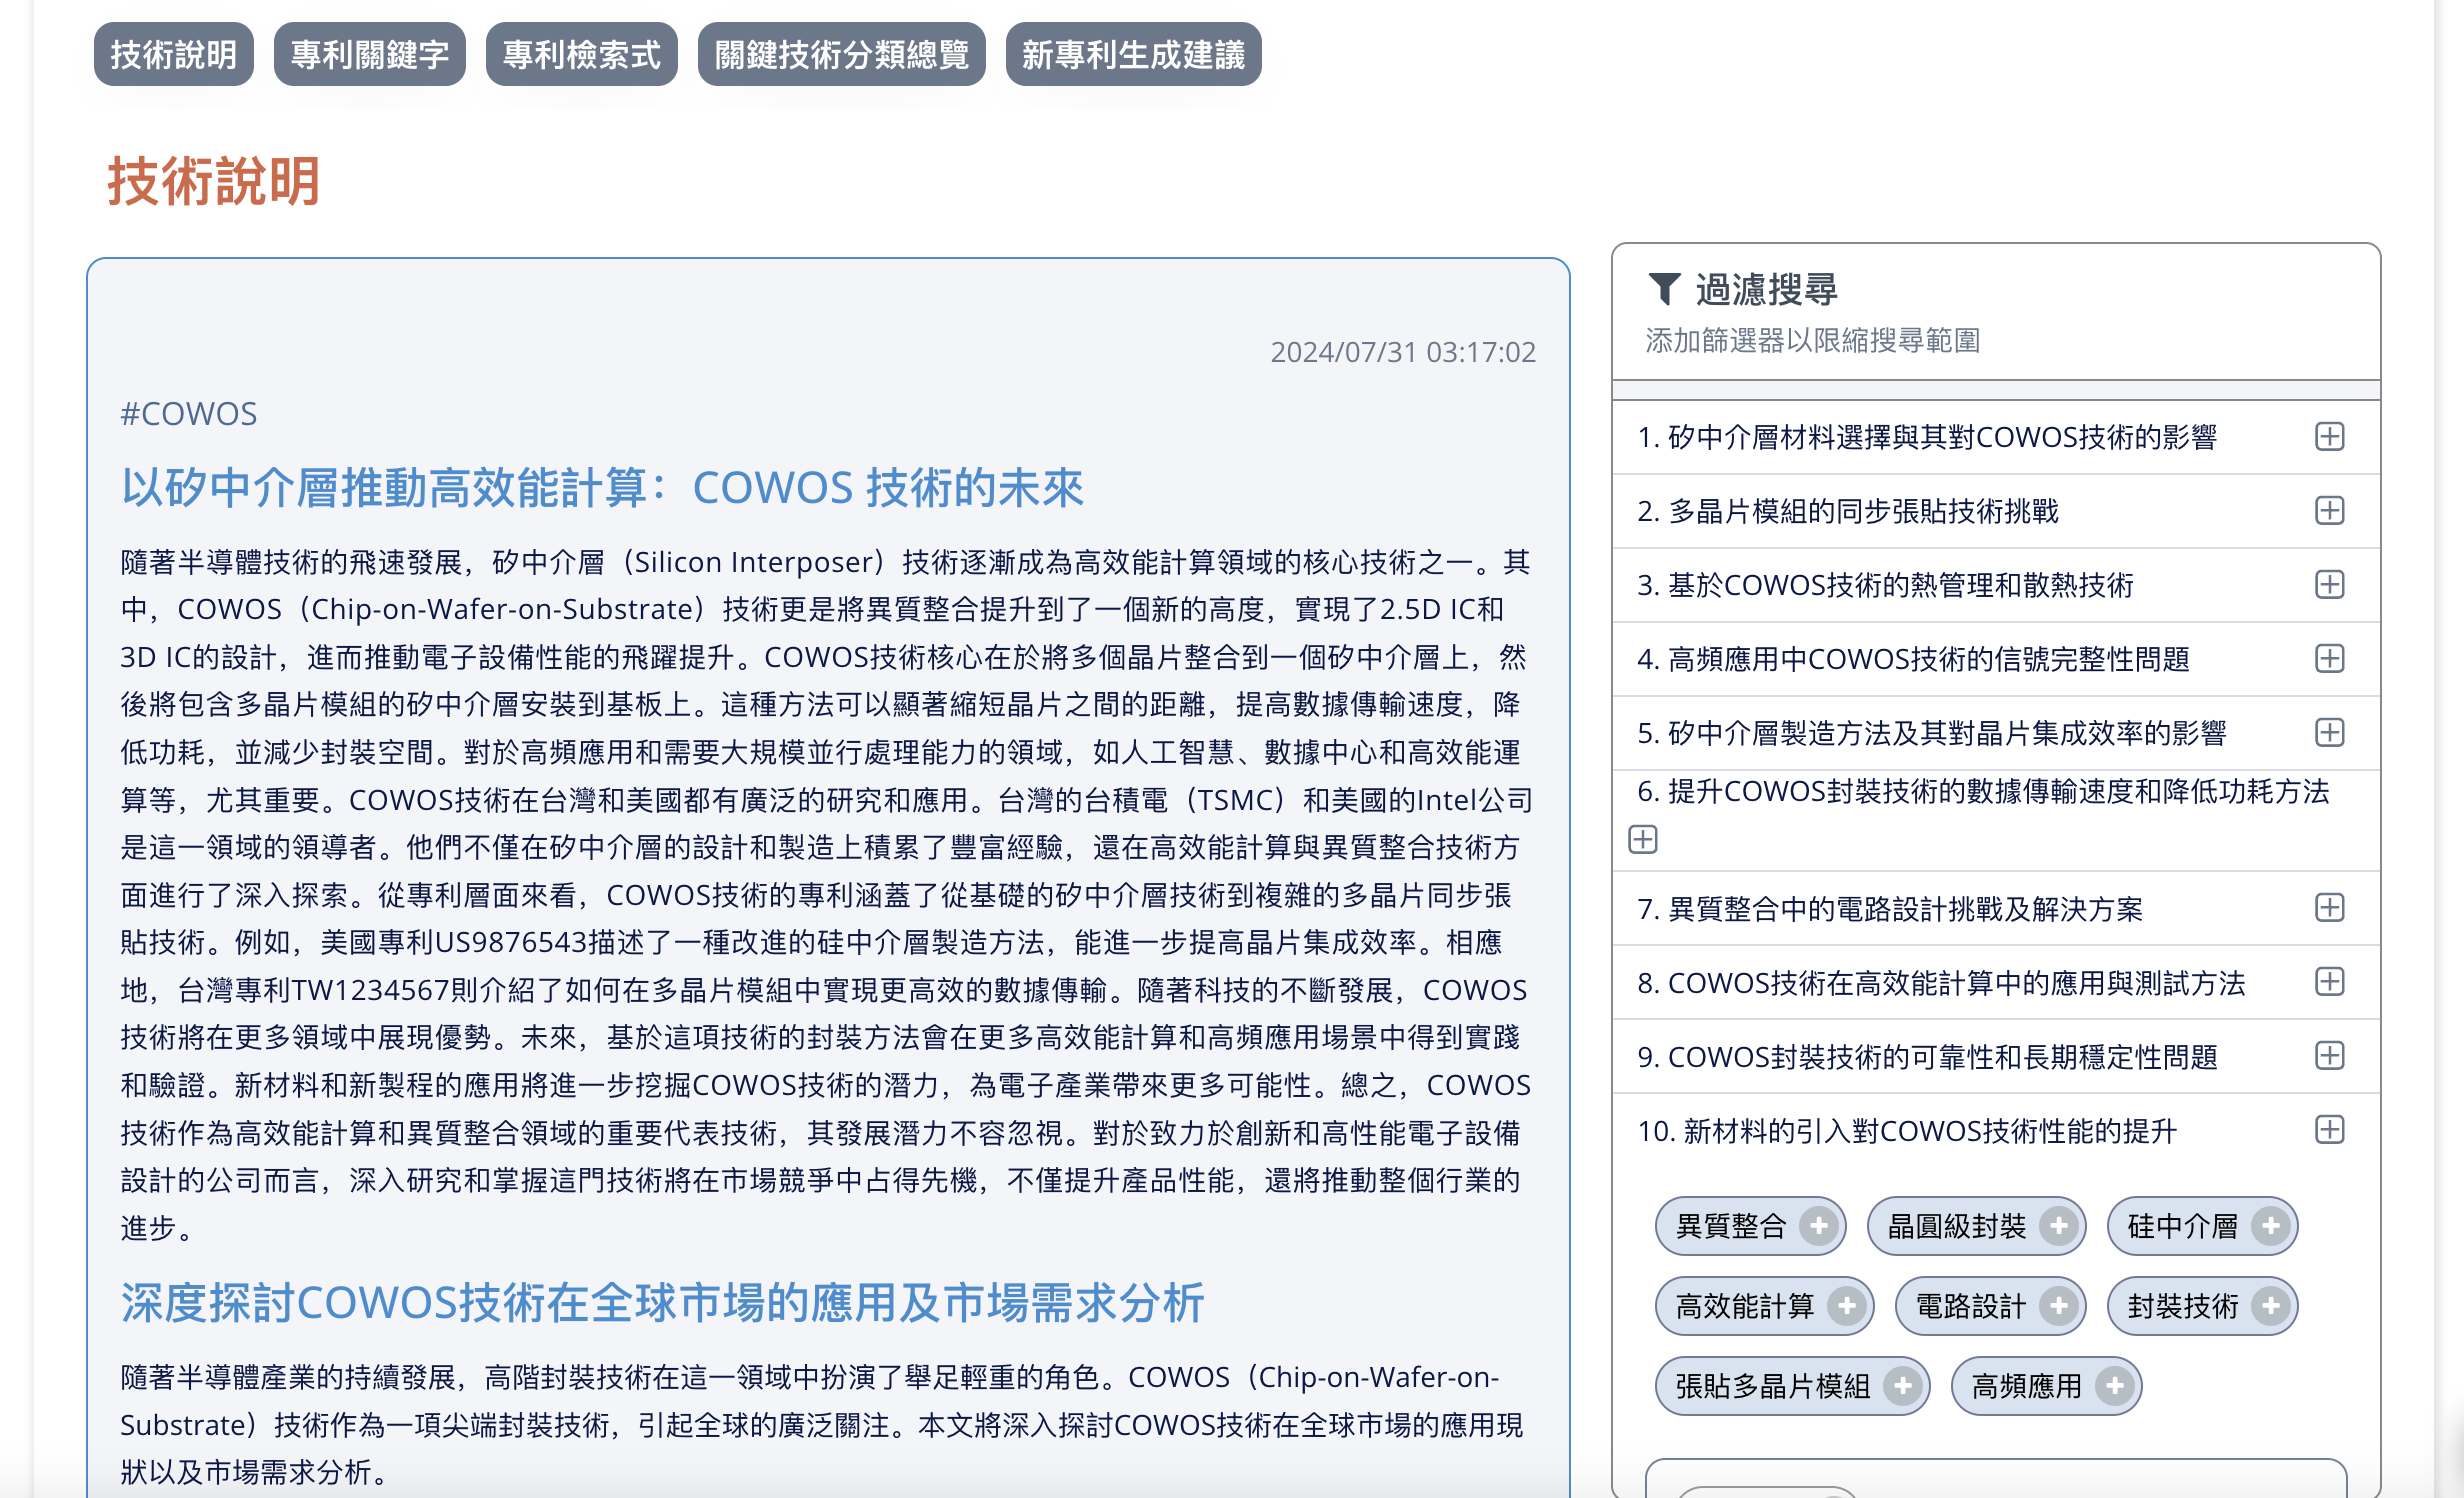 技術說明 專利關鍵字 專利檢索式 關鍵技術分類總覽 新專利生成建議
技術說明
2024/07/31 03:17:02
#COWOS
以矽中介層推動高效能計算：COWOS 技術的未來
隨著半導體技術的飛速發展，矽中介層（Silicon Interposer）技術逐漸成為高效能計算領域的核心技術之一。其
中，COWOS（Chip-on-Wafer-on-Substrate）技術更是將異質整合提升到了一個新的高度，實現了2.5D IC和
3D IC的設計，進而推動電子設備性能的飛躍提升。COWOS技術核心在於將多個晶片整合到一個矽中介層上，然
後將包含多晶片模組的矽中介層安裝到基板上。這種方法可以顯著縮短晶片之間的距離，提高數據傳輸速度，降
低功耗，並減少封裝空間。對於高頻應用和需要大規模並行處理能力的領域，如人工智慧、數據中心和高效能運
算等，尤其重要。COWOS技術在台灣和美國都有廣泛的研究和應用。台灣的台積電（TSMC）和美國的Intel公司
是這一領域的領導者。他們不僅在矽中介層的設計和製造上積累了豐富經驗，還在高效能計算與異質整合技術方
面進行了深入探索。從專利層面來看，COWOS技術的專利涵蓋了從基礎的矽中介層技術到複雜的多晶片同步張
貼技術。例如，美國專利US9876543描述了一種改進的硅中介層製造方法，能進一步提高晶片集成效率。相應
地，台灣專利TW1234567則介紹了如何在多晶片模組中實現更高效的數據傳輸。隨著科技的不斷發展，COWOS
技術將在更多領域中展現優勢。未來，基於這項技術的封裝方法會在更多高效能計算和高頻應用場景中得到實踐
和驗證。新材料和新製程的應用將進一步挖掘COWOS技術的潛力，為電子產業帶來更多可能性。總之，COWOS
技術作為高效能計算和異質整合領域的重要代表技術，其發展潛力不容忽視。對於致力於創新和高性能電子設備
設計的公司而言，深入研究和掌握這門技術將在市場競爭中占得先機，不僅提升產品性能，還將推動整個行業的
進步。
深度探討COWOS技術在全球市場的應用及市場需求分析
隨著半導體產業的持續發展，高階封裝技術在這一領域中扮演了舉足輕重的角色。COWOS（Chip-on-Wafer-on-
Substrate）技術作為一項尖端封裝技術，引起全球的廣泛關注。本文將深入探討COWOS技術在全球市場的應用現
狀以及市場需求分析。
過濾搜尋
添加篩選器以限縮搜尋範圍
1. 矽中介層材料選擇與其對COWOS技術的影響
2. 多晶片模組的同步張貼技術挑戰
3. 基於COWOS技術的熱管理和散熱技術
4. 高頻應用中COWOS技術的信號完整性問題
5. 矽中介層製造方法及其對晶片集成效率的影響
6. 提升COWOS封裝技術的數據傳輸速度和降低功耗方法
7. 異質整合中的電路設計挑戰及解決方案
8. COWOS技術在高效能計算中的應用與測試方法
9. COWOS封裝技術的可靠性和長期穩定性問題
10. 新材料的引入對COWOS技術性能的提升
異質整合 晶圓級封裝 硅中介層
高效能計算 電路設計 封裝技術
張貼多晶片模組 高頻應用